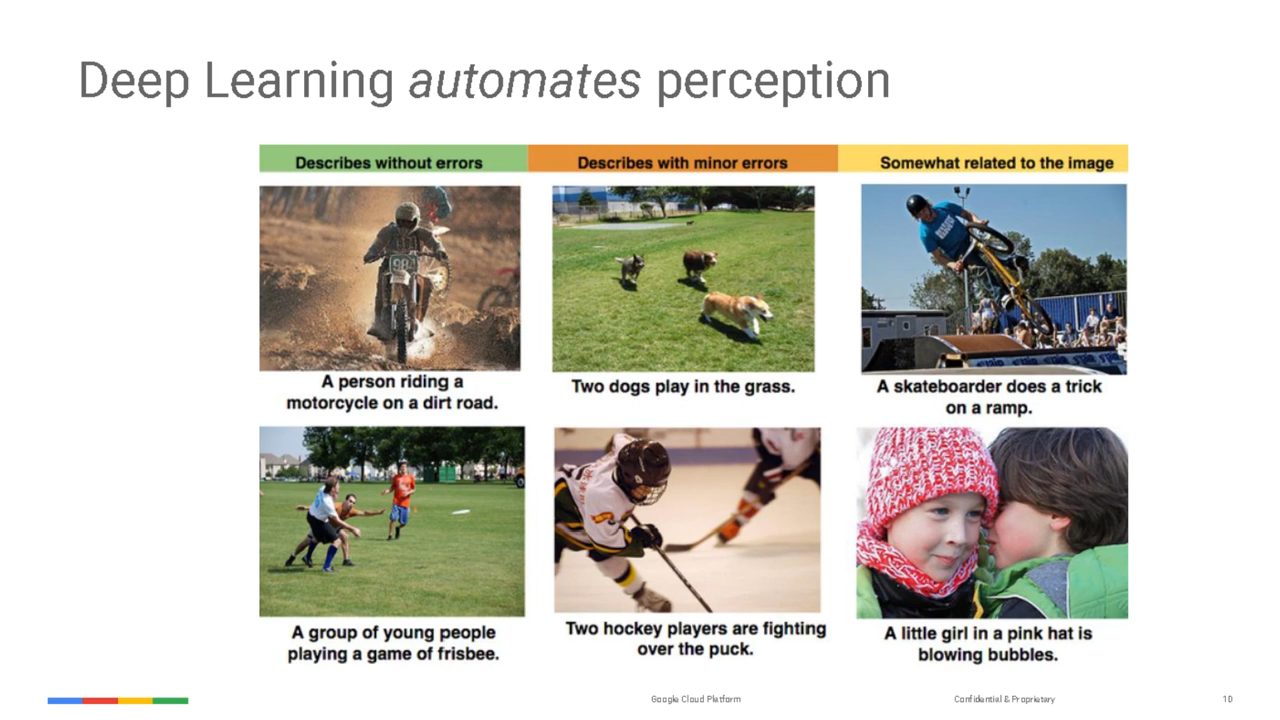 Deep Learning automates perception
Describes without errors
Describes with minor errors
Somewhat related to the image
98
A person riding a
motorcycle on a dirt road.
Two dogs play in the grass.
A skateboarder does a trick
on a ramp.
A group of young people
playing a game of frisbee.
Two hockey players are fighting
over the puck.
A little girl in a pink hat is
blowing bubbles.
Google Cloud Platform
Confidential & Proprietary
10